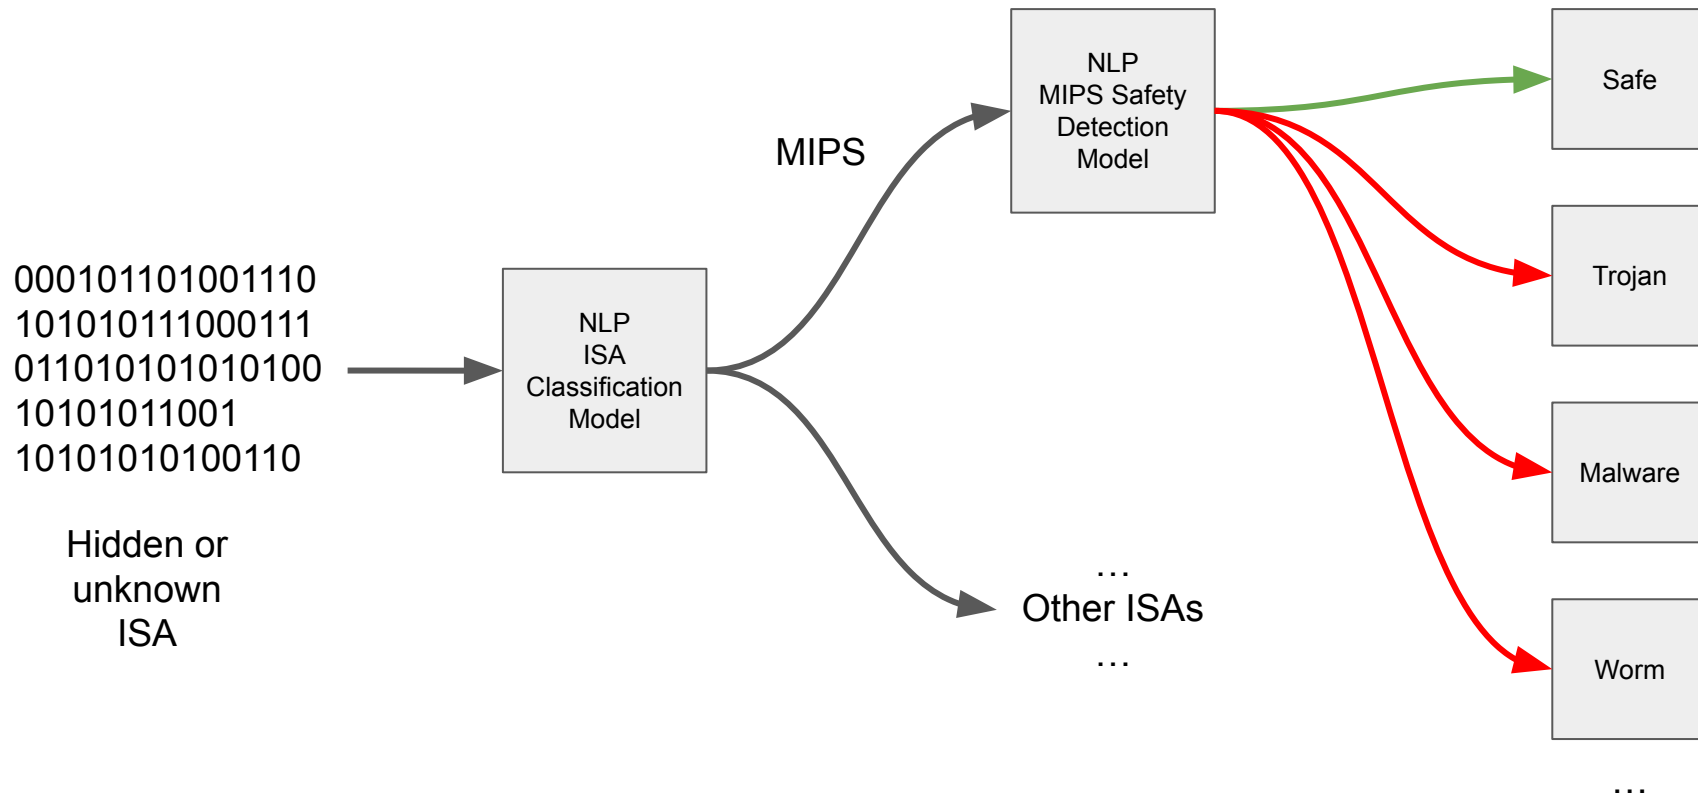 000101101001110
101010111000111
011010101010100
10101011001
10101010100110
Hidden or
unknown
ISA
NLP
ISA
Classification
Model
MIPS
NLP
MIPS Safety
Detection
Model
...
Other ISAs
...
Safe
Trojan
Malware
Worm
...